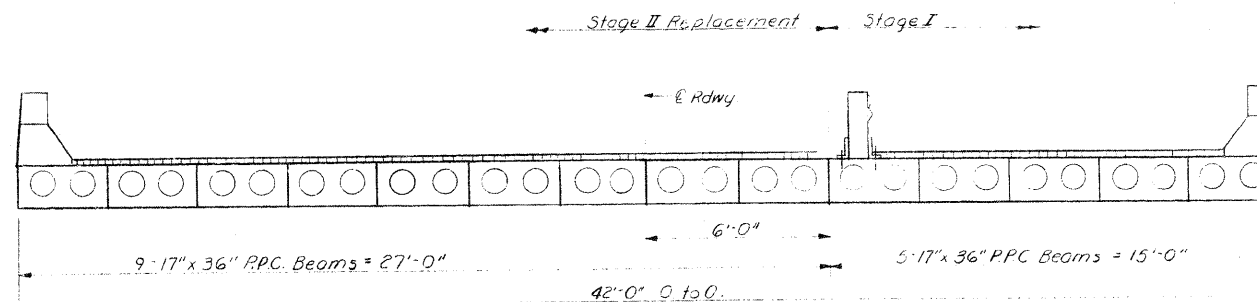 Stage II Replacement
Stage I
℄ Rdwy.
6'-0"
9-17"x 36" P.P.C. Beams = 27'-0"
5-17"x 36" P.P.C. Beams = 15'-0"
42'-0" O to O.